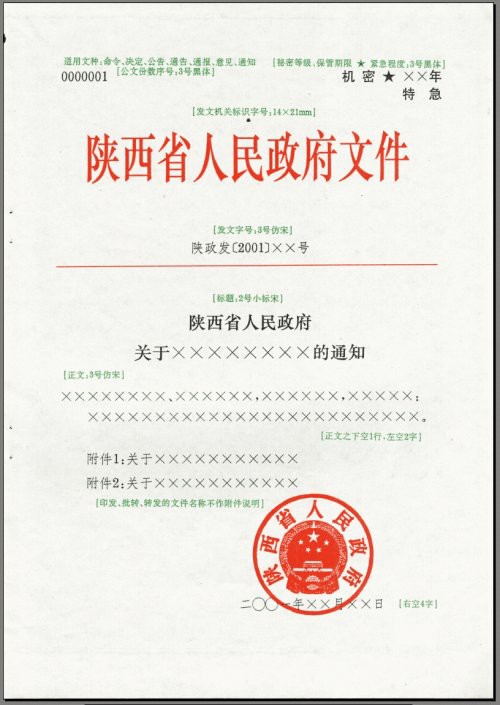 适用文种:命令、决定、公告、通告、通报、意见、通知
[秘密等级、保管期限 ★ 紧急程度:3号黑体]
0000001 [公文份数序号:3号黑体]
机密★××年
特急
[发文机关标识字号:14×21mm]
陕西省人民政府文件
[发文字号:3号仿宋]
陕政发〔2001〕××号
[标题:2号小标宋]
陕西省人民政府
关于××××××××的通知
[正文:3号仿宋]
××××××××、××××××,××××××,×××××:
××××××××××××××××××××××××。
[正文之下空1行,左空2字]
附件1:关于×××××××××××
附件2:关于×××××××××××
[印发、批转、转发的文件名称不作附件说明]
陕西省人民政府
二〇〇一年××月××日 [右空4字]